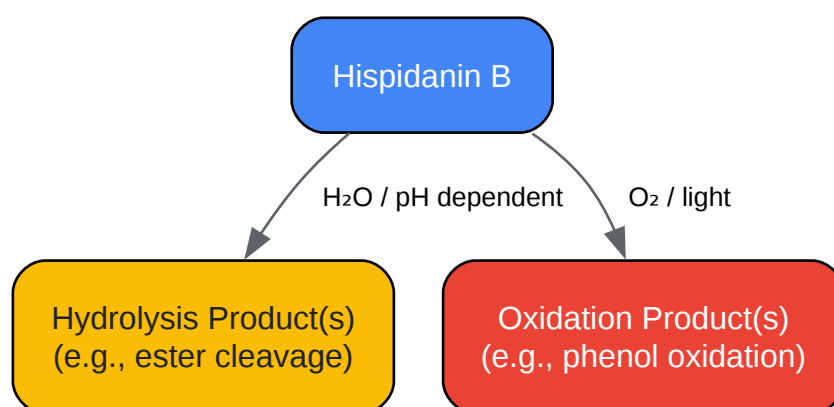 Hispidanin B
H₂O / pH dependent
O₂ / light
Hydrolysis Product(s)
(e.g., ester cleavage)
Oxidation Product(s)
(e.g., phenol oxidation)